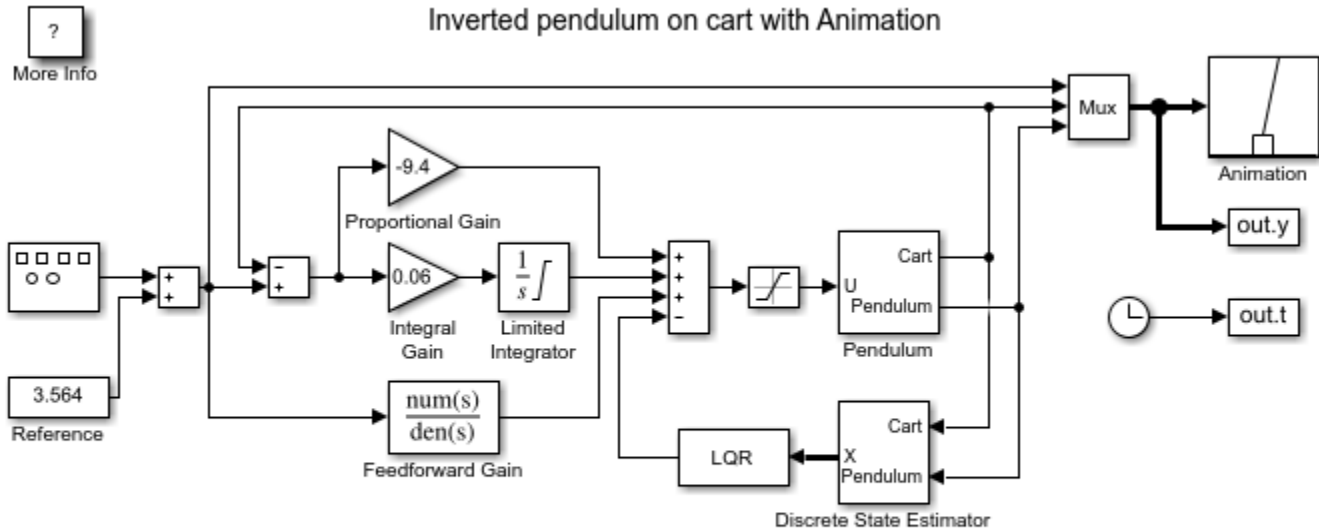 Inverted pendulum on cart with Animation
?
More Info
Mux
Animation
-9.4
Proportional Gain
out.y
+
+
−
+
0.06
Integral
Gain
1
s
Limited
Integrator
+
+
+
−
Cart
U
Pendulum
Pendulum
out.t
3.564
Reference
num(s)
den(s)
Feedforward Gain
LQR
Cart
X
Pendulum
Discrete State Estimator